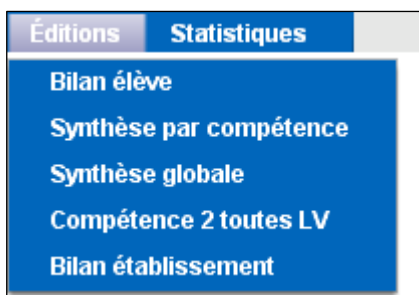 Éditions Statistiques
Bilan élève
Synthèse par compétence
Synthèse globale
Compétence 2 toutes LV
Bilan établissement